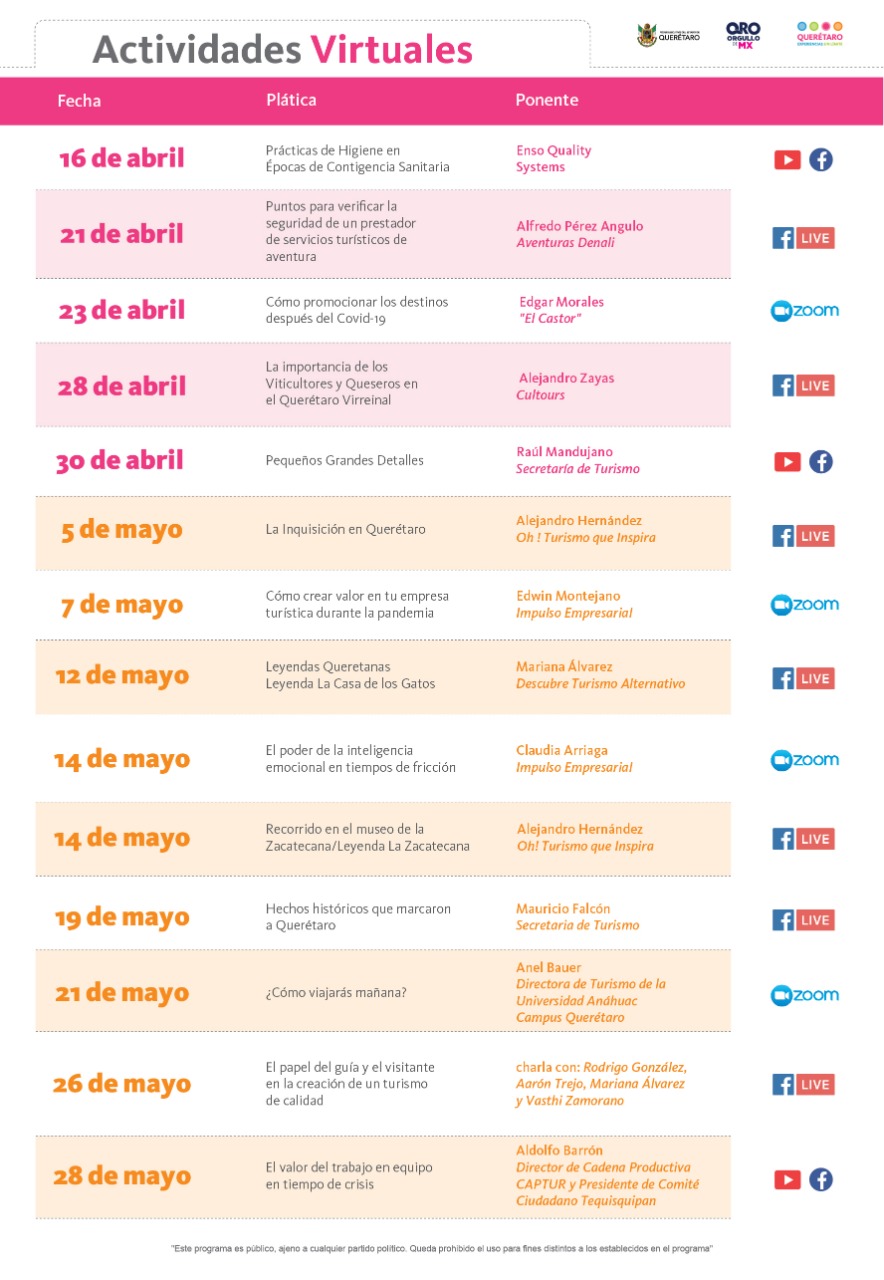 Actividades Virtuales
QUERÉTARO
QRO
ORGULLO
DE MX
QUERÉTARO
Fecha
Plática
Ponente
16 de abril
Prácticas de Higiene en
Épocas de Contigencia Sanitaria
Enso Quality
Systems
21 de abril
Puntos para verificar la
seguridad de un prestador
de servicios turísticos de
aventura
Alfredo Pérez Angulo
Aventuras Denali
f LIVE
23 de abril
Cómo promocionar los destinos
después del Covid-19
Edgar Morales
"El Castor"
zoom
28 de abril
La importancia de los
Viticultores y Queseros en
el Querétaro Virreinal
Alejandro Zayas
Cultours
f LIVE
30 de abril
Pequeños Grandes Detalles
Raúl Mandujano
Secretaría de Turismo
5 de mayo
La Inquisición en Querétaro
Alejandro Hernández
Oh ! Turismo que Inspira
f LIVE
7 de mayo
Cómo crear valor en tu empresa
turística durante la pandemia
Edwin Montejano
Impulso Empresarial
zoom
12 de mayo
Leyendas Queretanas
Leyenda La Casa de los Gatos
Mariana Álvarez
Descubre Turismo Alternativo
f LIVE
14 de mayo
El poder de la inteligencia
emocional en tiempos de fricción
Claudia Arriaga
Impulso Empresarial
zoom
14 de mayo
Recorrido en el museo de la
Zacatecana/Leyenda La Zacatecana
Alejandro Hernández
Oh! Turismo que Inspira
f LIVE
19 de mayo
Hechos históricos que marcaron
a Querétaro
Mauricio Falcón
Secretaria de Turismo
f LIVE
21 de mayo
¿Cómo viajarás mañana?
Anel Bauer
Directora de Turismo de la
Universidad Anáhuac
Campus Querétaro
zoom
26 de mayo
El papel del guía y el visitante
en la creación de un turismo
de calidad
charla con: Rodrigo González,
Aarón Trejo, Mariana Álvarez
y Vasthi Zamorano
f LIVE
28 de mayo
El valor del trabajo en equipo
en tiempo de crisis
Aldolfo Barrón
Director de Cadena Productiva
CAPTUR y Presidente de Comité
Ciudadano Tequisquipan
"Este programa es público, ajeno a cualquier partido político. Queda prohibido el uso para fines distintos a los establecidos en el programa"